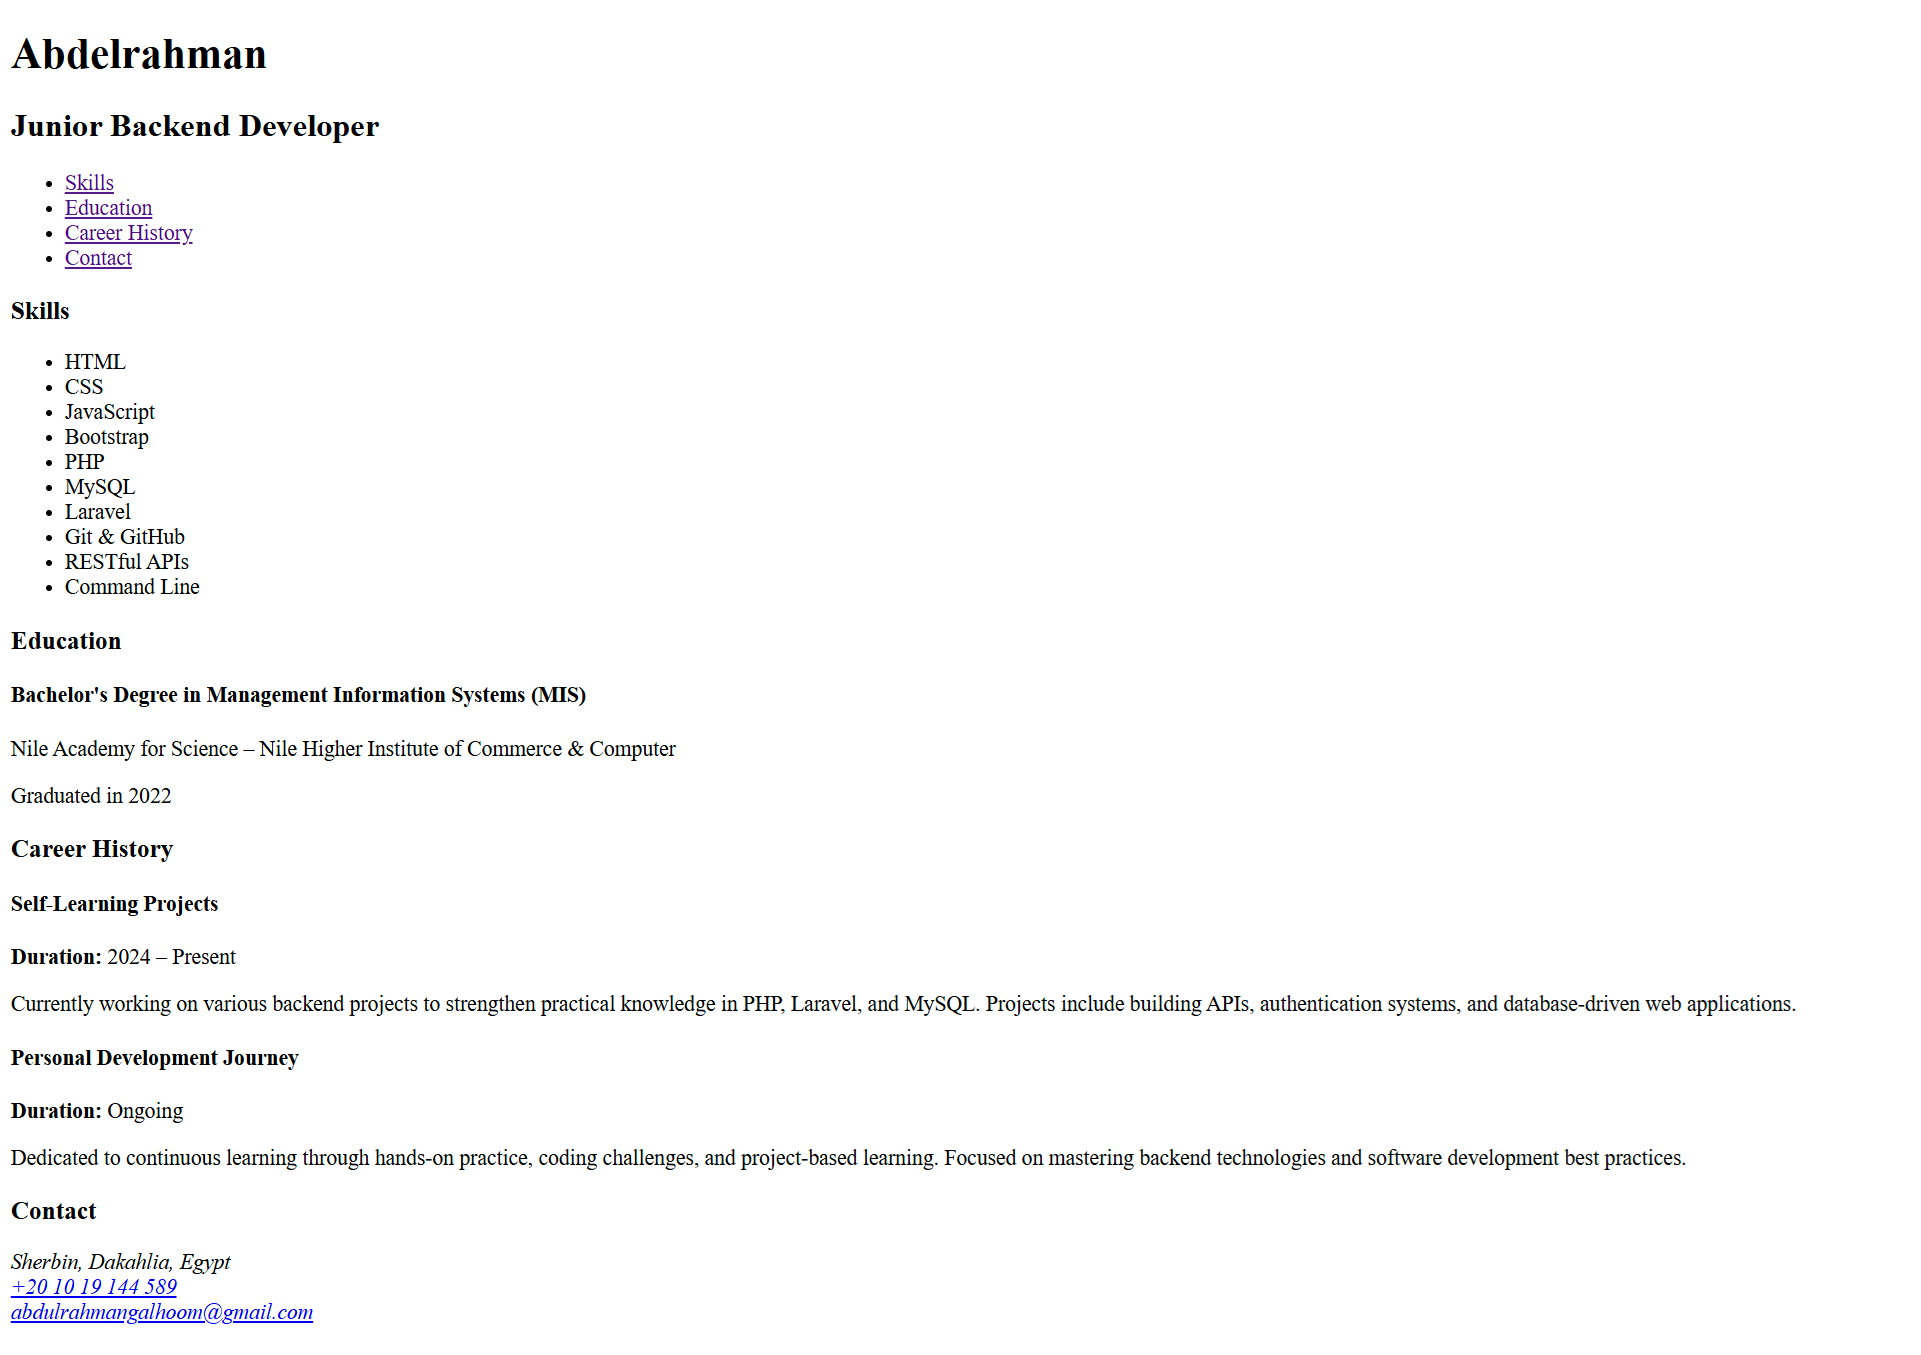 Abdelrahman
Junior Backend Developer
Skills
Education
Career History
Contact
Skills
HTML
CSS
JavaScript
Bootstrap
PHP
MySQL
Laravel
Git & GitHub
RESTful APIs
Command Line
Education
Bachelor's Degree in Management Information Systems (MIS)
Nile Academy for Science – Nile Higher Institute of Commerce & Computer
Graduated in 2022
Career History
Self-Learning Projects
Duration: 2024 – Present
Currently working on various backend projects to strengthen practical knowledge in PHP, Laravel, and MySQL. Projects include building APIs, authentication systems, and database-driven web applications.
Personal Development Journey
Duration: Ongoing
Dedicated to continuous learning through hands-on practice, coding challenges, and project-based learning. Focused on mastering backend technologies and software development best practices.
Contact
Sherbin, Dakahlia, Egypt
+20 10 19 144 589
abdulrahmangalhoom@gmail.com